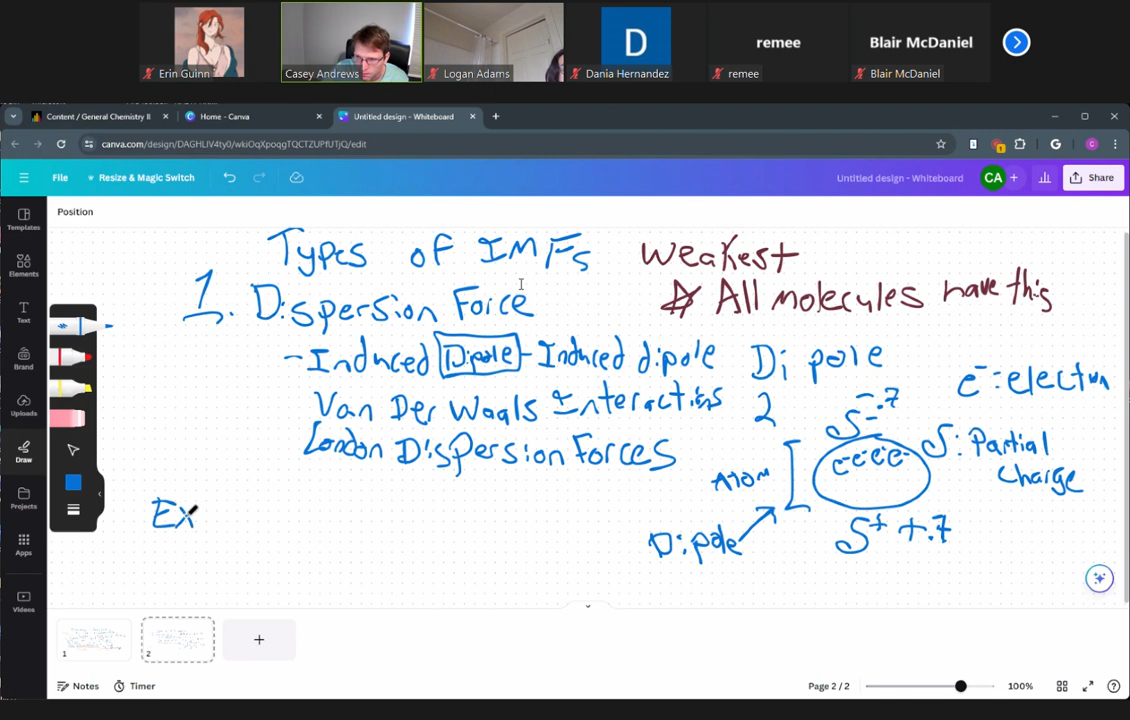 D
remee
Blair McDaniel
Erin Guinn
Casey Andrews
Logan Adams
Dania Hernandez
remee
Blair McDaniel
Content / General Chemistry II
Home - Canva
Untitled design - Whiteboard
canva.com/design/DAGHLIV4ty0/wkiOqXpoqgTQCTZUPfUTjQ/edit
File
Resize & Magic Switch
Untitled design - Whiteboard
CA
Share
Position
Templates
Elements
Text
Brand
Uploads
Draw
Projects
Apps
Videos
Types of IMFs Weakest
1. Dispersion Force All molecules have this
-Induced Dipole-Induced dipole Di pole
e-:electron
Van Der Waals Interactions 2 δ- -.7
London Dispersion Forces
Atom e- e- e- e- δ:Partial Charge
Dipole δ+ +.7
Ex
1
2
Notes
Timer
Page 2 / 2
100%